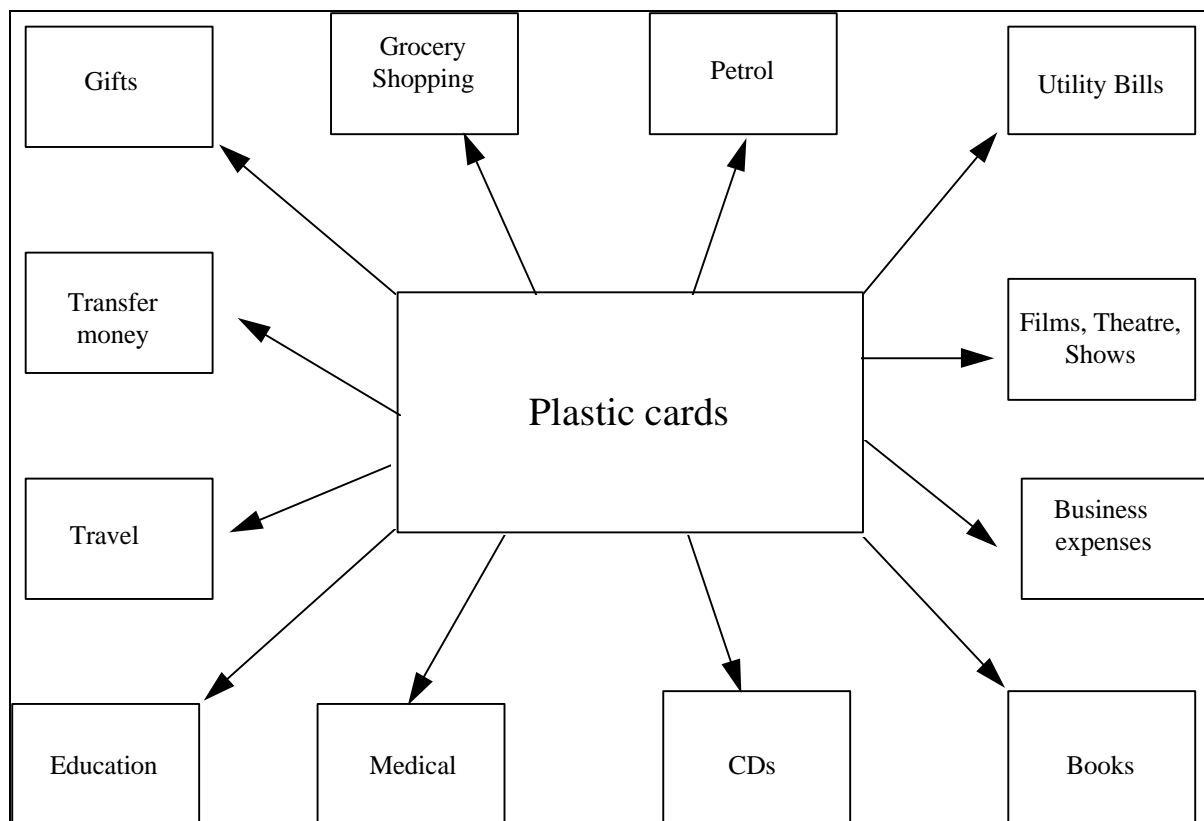 Gifts
Grocery
Shopping
Petrol
Utility Bills
Transfer
money
Films, Theatre,
Shows
Plastic cards
Travel
Business
expenses
Education
Medical
CDs
Books